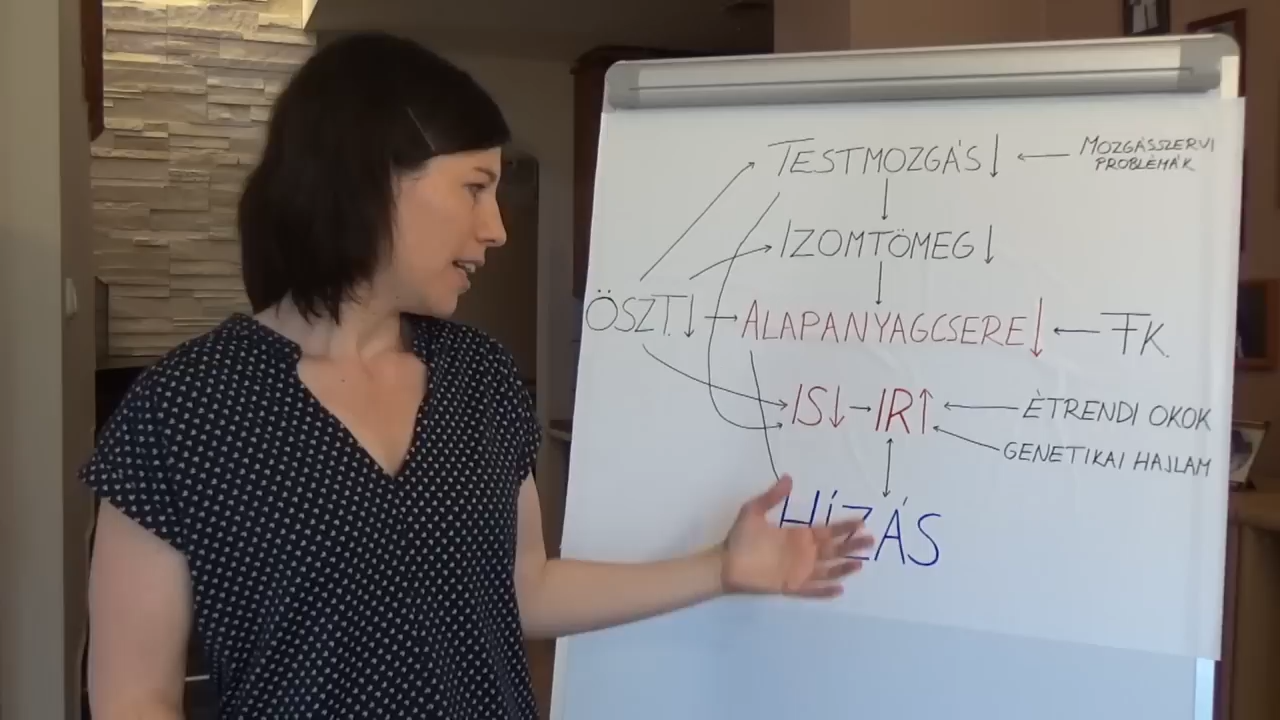 TESTMOZGÁS↓ ← MOZGÁSSZERVI
PROBLÉMÁK
IZOMTÖMEG↓
ÖSZT.↓ → ALAPANYAGCSERE↓ ← FK.
IS↓ → IR↑ ← ÉTRENDI OKOK
GENETIKAI HAJLAM
HÍZÁS